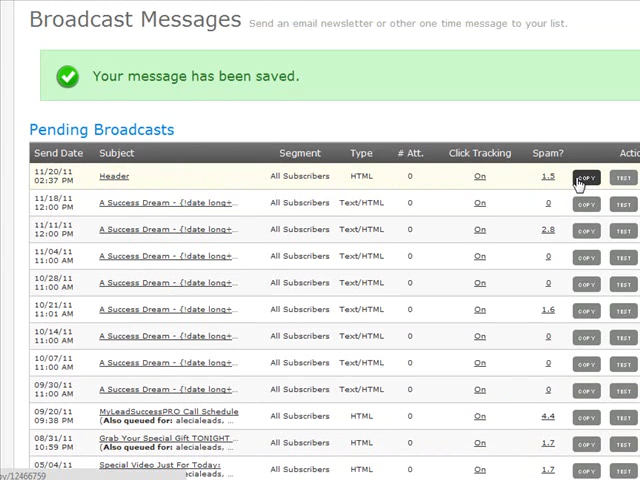 Broadcast Messages Send an email newsletter or other one time message to your list.
Your message has been saved.
Pending Broadcasts
Send Date Subject Segment Type # Att. Click Tracking Spam? Actio
11/20/11 02:37 PM Header All Subscribers HTML 0 On 1.5 COPY TEST
11/18/11 12:00 PM A Success Dream - {!date long+... All Subscribers Text/HTML 0 On 0 COPY TEST
11/11/11 12:00 PM A Success Dream - {!date long+... All Subscribers Text/HTML 0 On 2.8 COPY TEST
11/04/11 11:00 AM A Success Dream - {!date long+... All Subscribers Text/HTML 0 On 0 COPY TEST
10/28/11 11:00 AM A Success Dream - {!date long+... All Subscribers Text/HTML 0 On 0 COPY TEST
10/21/11 11:01 AM A Success Dream - {!date long+... All Subscribers Text/HTML 0 On 1.6 COPY TEST
10/14/11 11:00 AM A Success Dream - {!date long+... All Subscribers Text/HTML 0 On 0 COPY TEST
10/07/11 11:00 AM A Success Dream - {!date long+... All Subscribers Text/HTML 0 On 0 COPY TEST
09/30/11 11:00 AM A Success Dream - {!date long+... All Subscribers Text/HTML 0 On 0 COPY TEST
09/20/11 09:38 PM MyLeadSuccessPRO Call Schedule (Also queued for: alecialeads, ... All Subscribers HTML 0 On 4.4 COPY TEST
08/31/11 10:59 PM Grab Your Special Gift TONIGHT ... (Also queued for: alecialeads, ... All Subscribers HTML 0 On 1.7 COPY TEST
05/04/11 Special Video Just For Today: All Subscribers HTML 0 On 1.7 COPY TEST
py/12466759